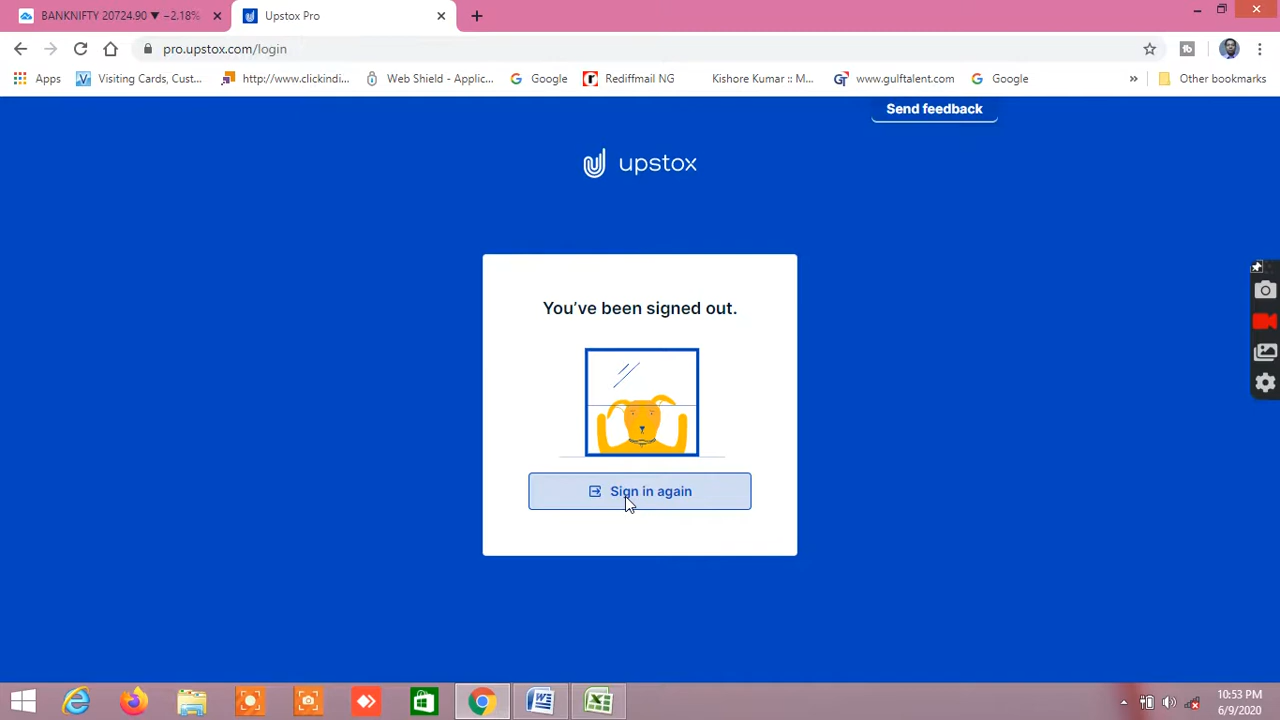 BANKNIFTY 20724.90 ▼ −2.18%
Upstox Pro
pro.upstox.com/login
Apps
Visiting Cards, Cust...
http://www.clickindi...
Web Shield - Applic...
Google
Rediffmail NG
Kishore Kumar :: M...
www.gulftalent.com
Google
»
Other bookmarks
Send feedback
upstox
You’ve been signed out.
Sign in again
10:53 PM
6/9/2020